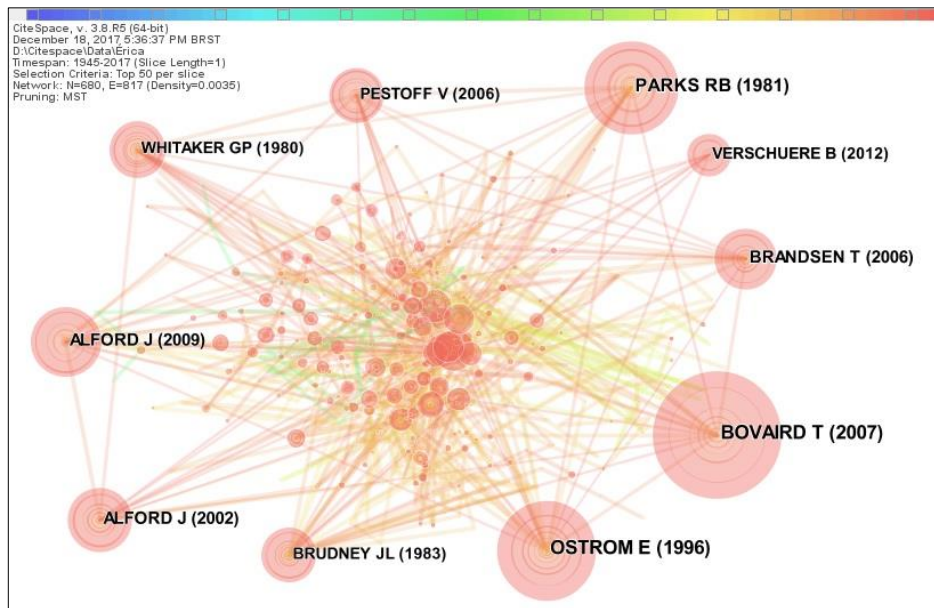 CiteSpace, v. 3.8.R5 (64-bit)
December 18, 2017 5:36:37 PM BRST
D:\Citespace\Data\Érica
Timespan: 1945-2017 (Slice Length=1)
Selection Criteria: Top 50 per slice
Network: N=680, E=817 (Density=0.0035)
Pruning: MST
PARKS RB (1981)
PESTOFF V (2006)
WHITAKER GP (1980)
VERSCHUERE B (2012)
BRANDSEN T (2006)
ALFORD J (2009)
BOVAIRD T (2007)
ALFORD J (2002)
OSTROM E (1996)
BRUDNEY JL (1983)